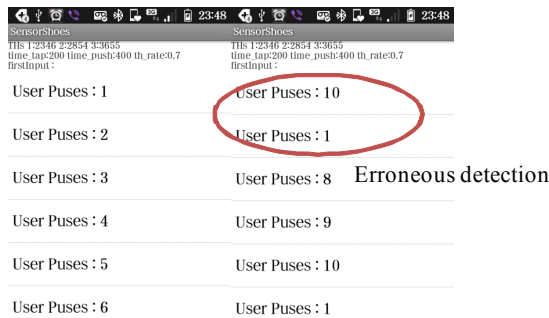 23:48
SensorShoes
THs 1:2346 2:2854 3:3655
time_tap:200 time_push:400 th_rate:0.7
firstInput :
User Puses : 1
User Puses : 2
User Puses : 3
User Puses : 4
User Puses : 5
User Puses : 6
23:48
SensorShoes
THs 1:2346 2:2854 3:3655
time_tap:200 time_push:400 th_rate:0.7
firstInput :
User Puses : 10
User Puses : 1
User Puses : 8
User Puses : 9
User Puses : 10
User Puses : 1
Erroneous detection